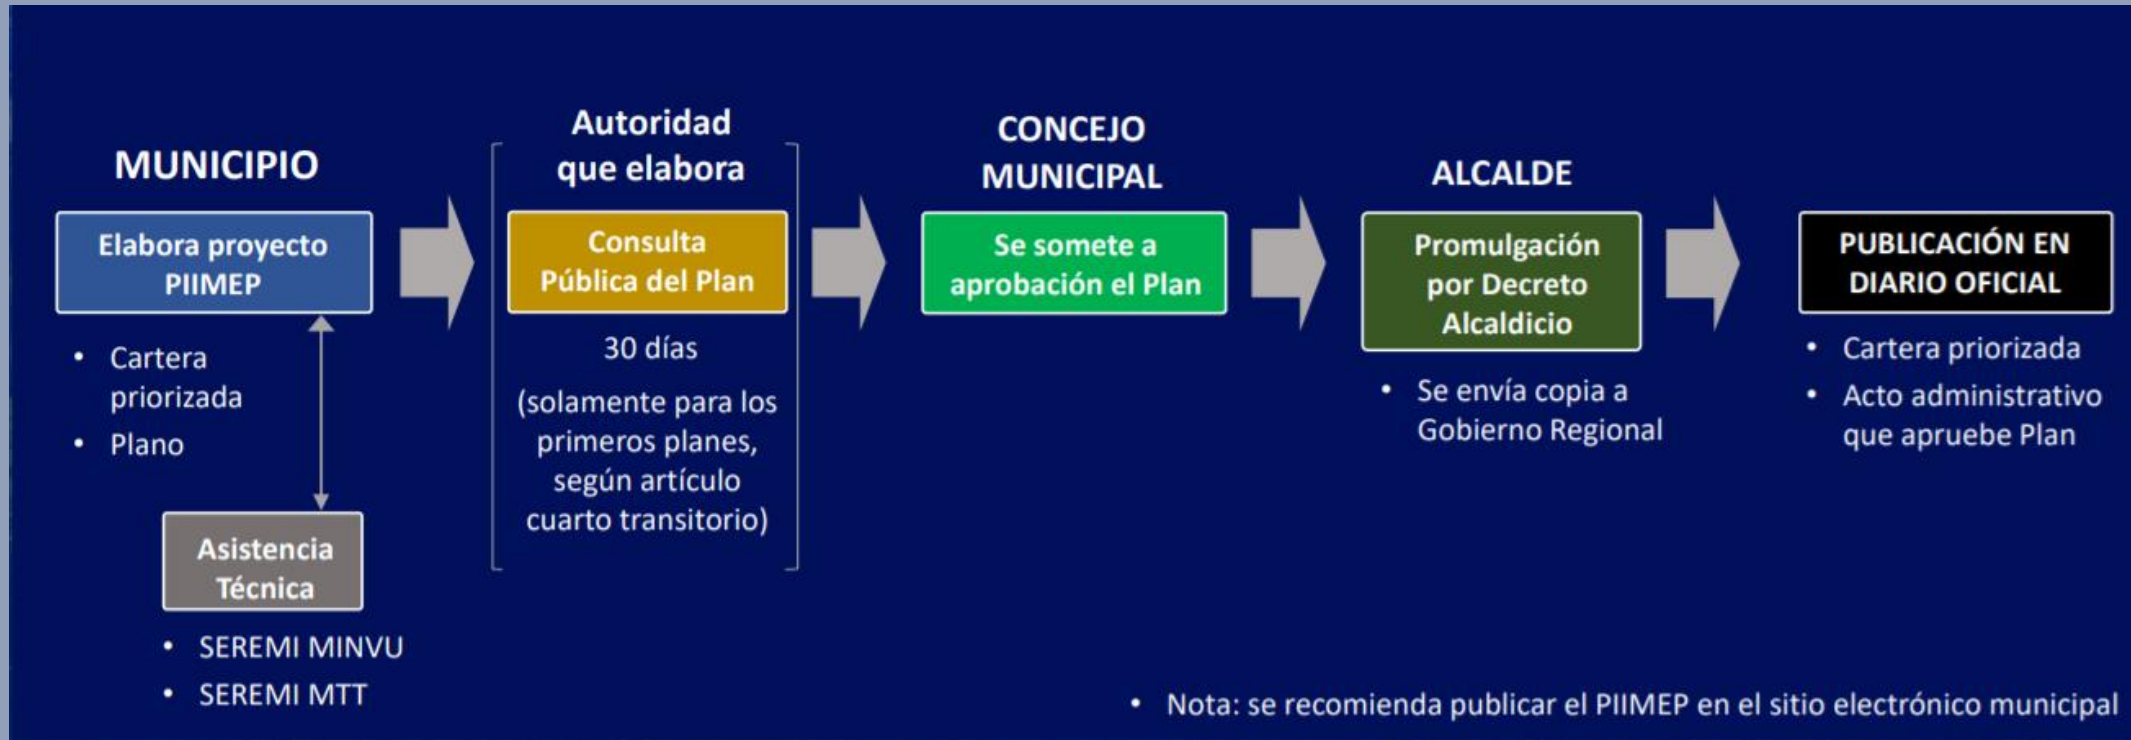 MUNICIPIO
Elabora proyecto
PIIMEP
• Cartera
priorizada
• Plano
Asistencia
Técnica
• SEREMI MINVU
• SEREMI MTT
Autoridad
que elabora
Consulta
Pública del Plan
30 días
(solamente para los
primeros planes,
según artículo
cuarto transitorio)
CONCEJO
MUNICIPAL
Se somete a
aprobación el Plan
ALCALDE
Promulgación
por Decreto
Alcaldicio
• Se envía copia a
Gobierno Regional
PUBLICACIÓN EN
DIARIO OFICIAL
• Cartera priorizada
• Acto administrativo
que apruebe Plan
• Nota: se recomienda publicar el PIIMEP en el sitio electrónico municipal